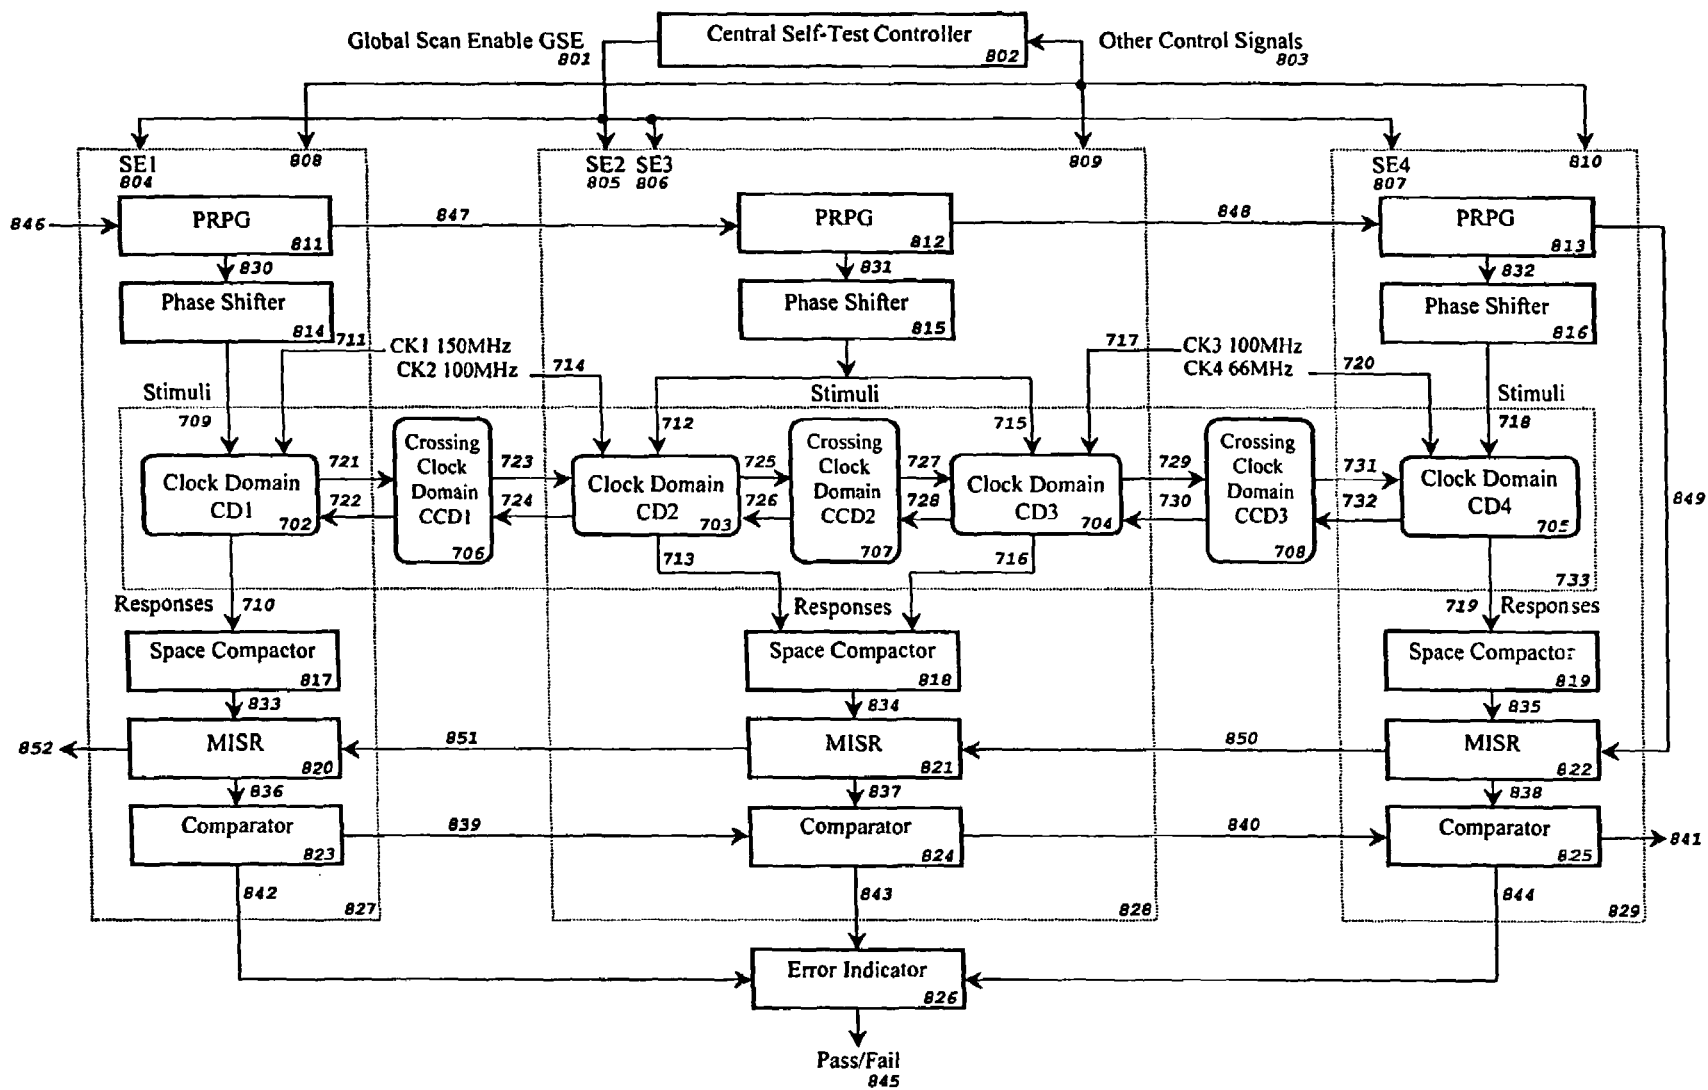 Global Scan Enable GSE
801
Central Self-Test Controller
802
Other Control Signals
803
SE1
804
808
SE2
805
SE3
806
809
SE4
807
810
846
PRPG
811
847
PRPG
812
848
PRPG
813
830
831
832
Phase Shifter
814
Phase Shifter
815
Phase Shifter
816
711
CK1 150MHz
CK2 100MHz
714
717
CK3 100MHz
CK4 66MHz
720
Stimuli
709
712
Stimuli
715
Stimuli
718
Clock Domain
CD1
702
721
722
Crossing
Clock
Domain
CCD1
706
723
724
Clock Domain
CD2
703
725
726
Crossing
Clock
Domain
CCD2
707
727
728
Clock Domain
CD3
704
729
730
Crossing
Clock
Domain
CCD3
708
731
732
Clock Domain
CD4
705
849
713
716
733
Responses
710
Responses
719
Responses
Space Compactor
817
Space Compactor
818
Space Compactor
819
833
834
835
852
MISR
820
851
MISR
821
850
MISR
822
836
837
838
Comparator
823
839
Comparator
824
840
Comparator
825
841
842
843
844
827
828
829
Error Indicator
826
Pass/Fail
845